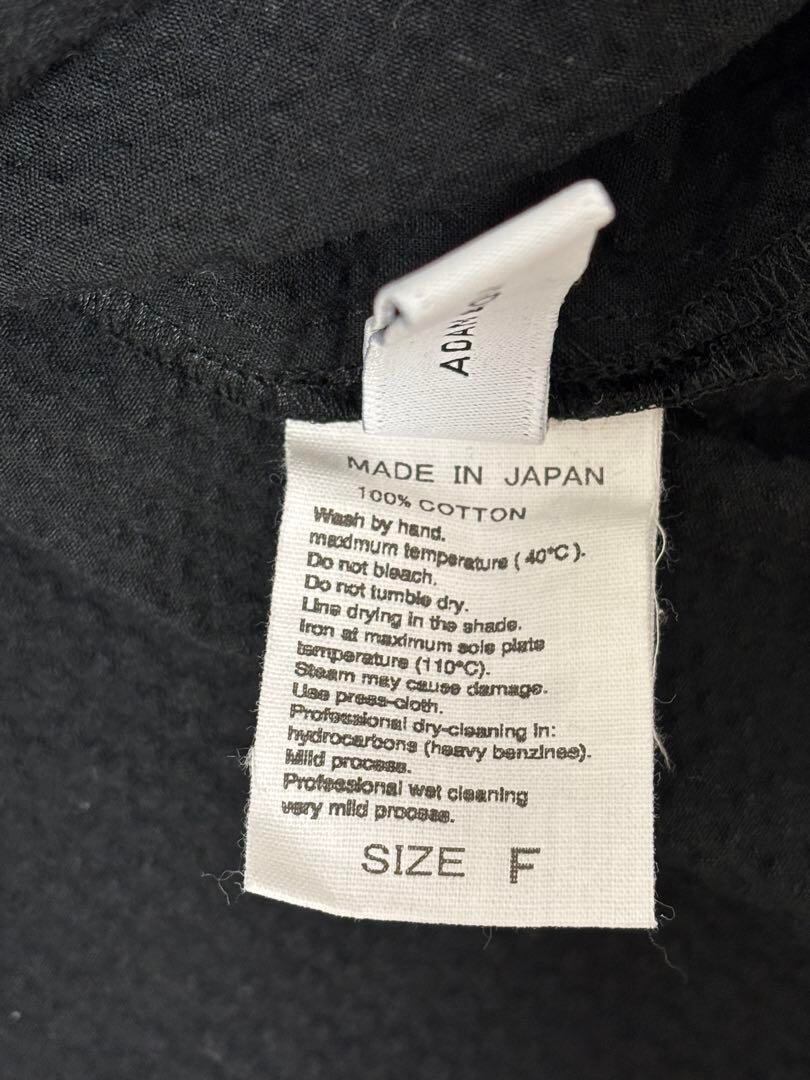 ADAM
MADE IN JAPAN
100% COTTON
Wash by hand.
maximum temperature ( 40°C ).
Do not bleach.
Do not tumble dry.
Line drying in the shade.
Iron at maximum sole plate
temperature (110°C).
Steam may cause damage.
Use press-cloth.
Professional dry-cleaning in:
hydrocarbons (heavy benzines).
Mild process.
Professional wet cleaning
very mild process.
SIZE F